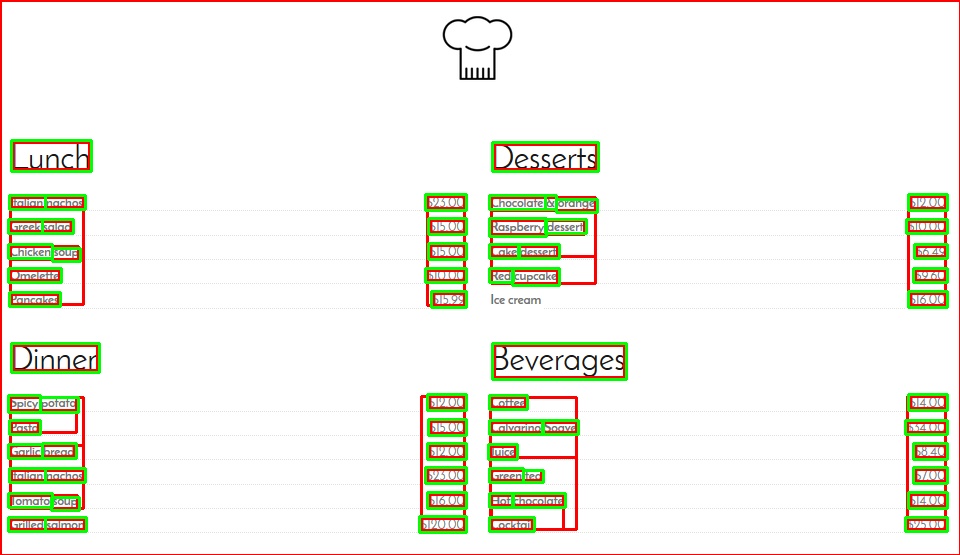 Lunch
Italian nachos $23.00
Greek salad $15.00
Chicken soup $15.00
Omelette $10.00
Pancakes $15.99
Desserts
Chocolate & orange $12.00
Raspberry dessert $10.00
Cake dessert $6.49
Red cupcake $9.60
Ice cream $16.00
Dinner
Spicy potato $12.00
Pasta $15.00
Garlic bread $12.00
Italian nachos $23.00
Tomato soup $16.00
Grilled salmon $120.00
Beverages
Coffee $14.00
Calvarino Soave $34.00
Juice $8.40
Green tea $7.00
Hot chocolate $14.00
Cocktail $25.00